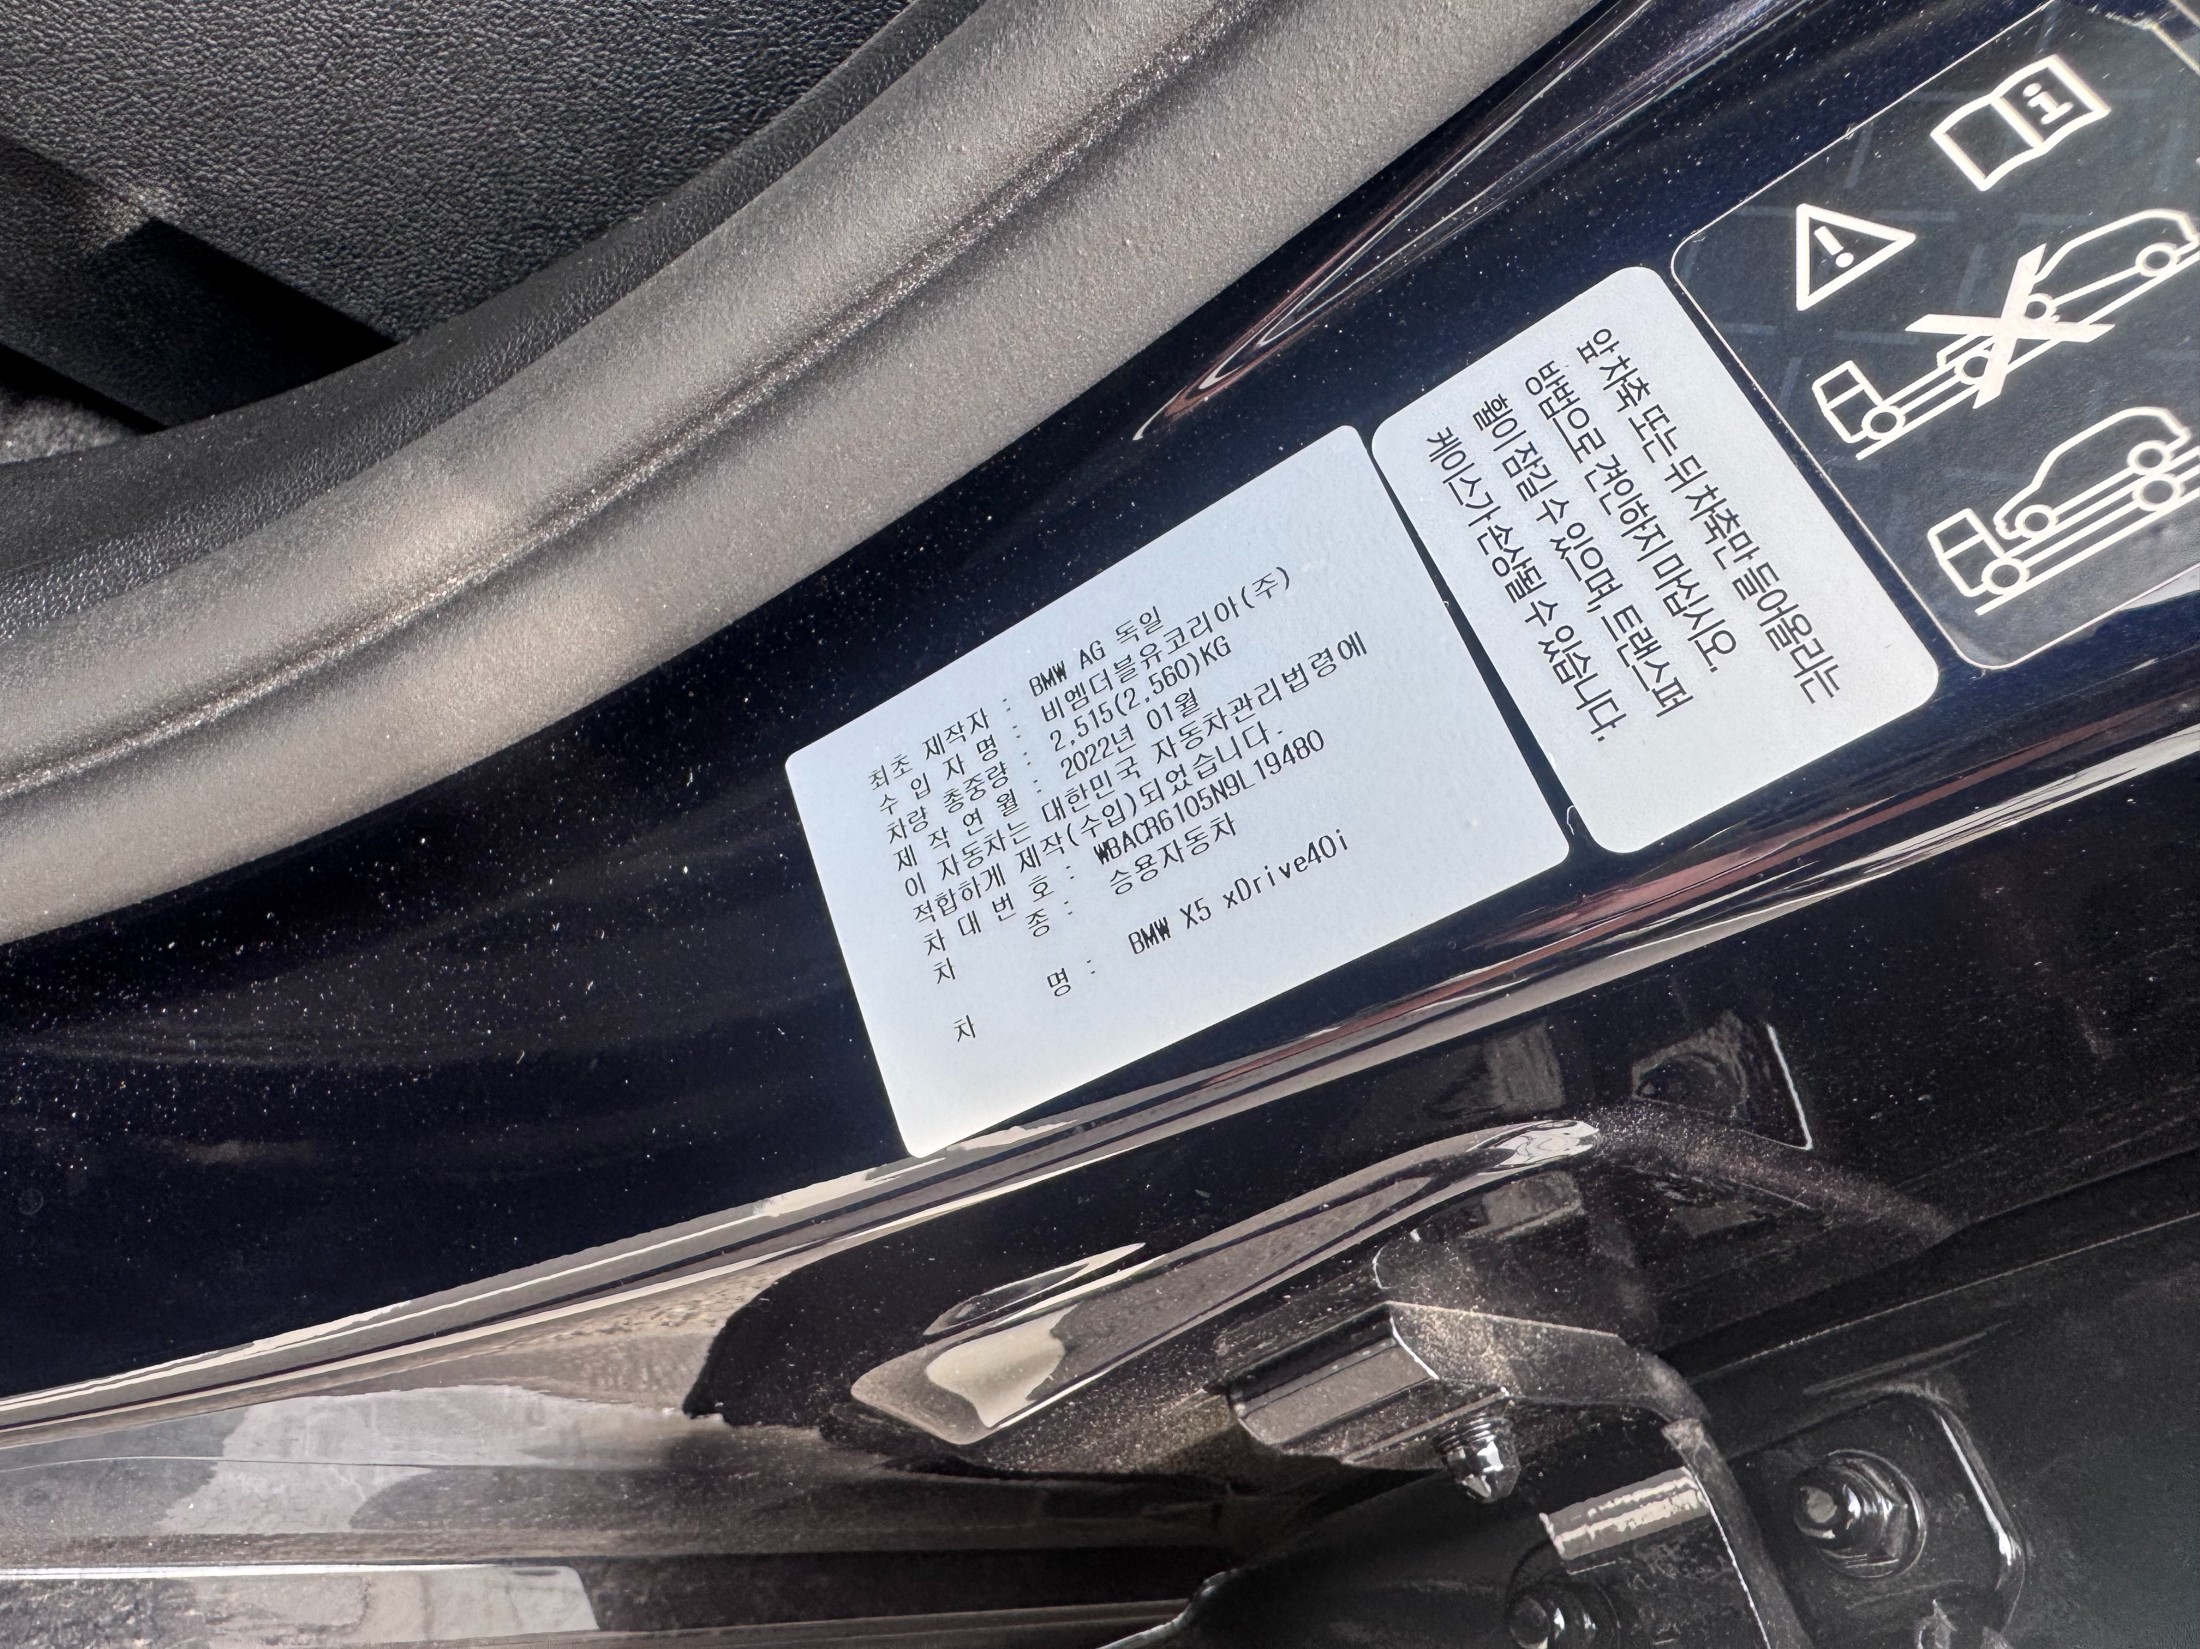 최초 제작자 : BMW AG 독일
수 입 자 명 : 비엠더블유코리아(주)
차량 총중량 : 2,515(2,560)KG
제 작 연 월 : 2022년 01월
이 자동차는 대한민국 자동차관리법령에
적합하게 제작(수입)되었습니다.
차 대 번 호 : WBACR6105N9L19480
차 종 : 승용자동차
차 명 : BMW X5 xDrive40i
앞 차축 또는 뒤 차축만 들어올리는
방법으로 견인하지 마십시오.
휠이 잠길 수 있으며, 트랜스퍼
케이스가 손상될 수 있습니다.